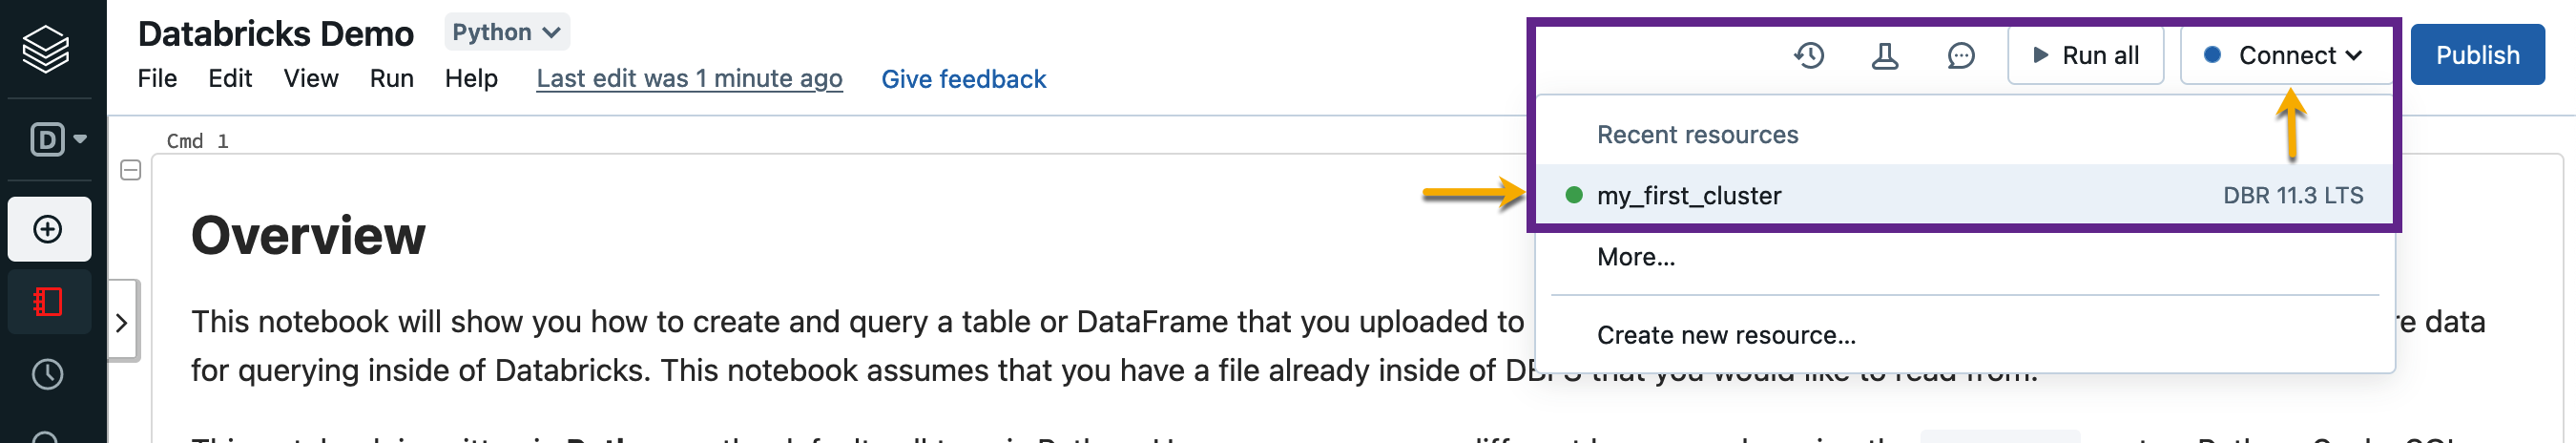 Databricks Demo Python
File Edit View Run Help Last edit was 1 minute ago Give feedback
Run all Connect Publish
D
Cmd 1
Recent resources
my_first_cluster DBR 11.3 LTS
More...
Create new resource...
Overview
This notebook will show you how to create and query a table or DataFrame that you uploaded to data
for querying inside of Databricks. This notebook assumes that you have a file already inside of